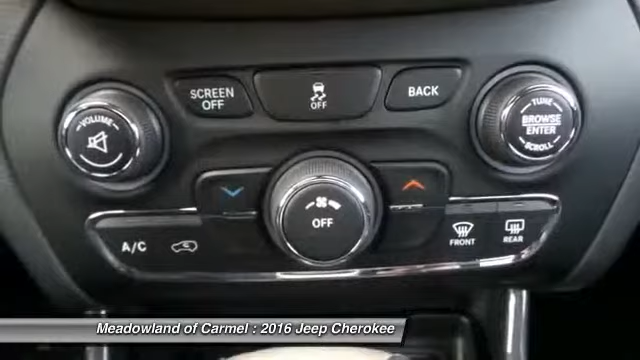 SCREEN
OFF
OFF
BACK
VOLUME
TUNE
BROWSE
ENTER
SCROLL
OFF
A/C
FRONT
REAR
Meadowland of Carmel : 2016 Jeep Cherokee